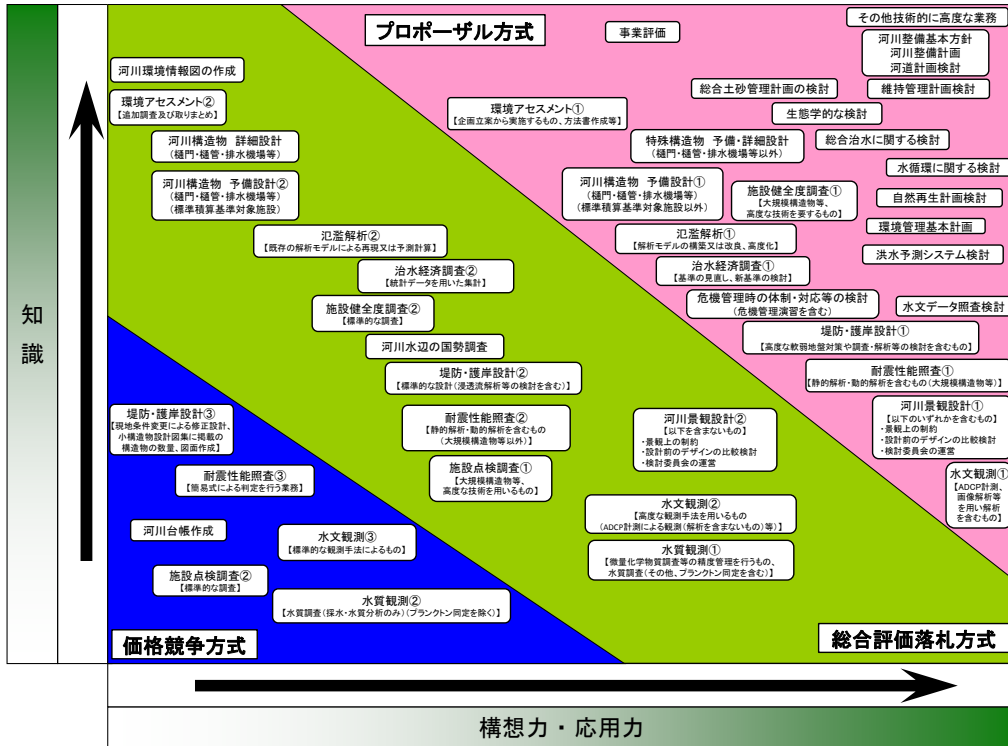 プロポーザル方式
事業評価
その他技術的に高度な業務
河川整備基本方針
河川整備計画
河道計画検討
河川環境情報図の作成
総合土砂管理計画の検討
維持管理計画検討
環境アセスメント②
【追加調査及び取りまとめ】
環境アセスメント①
【企画立案から実施するもの、方法書作成等】
生態学的な検討
河川構造物 詳細設計
(樋門・樋管・排水機場等)
特殊構造物 予備・詳細設計
(樋門・樋管・排水機場等以外)
総合治水に関する検討
水循環に関する検討
河川構造物 予備設計②
(樋門・樋管・排水機場等)
(標準積算基準対象施設)
河川構造物 予備設計①
(樋門・樋管・排水機場等)
(標準積算基準対象施設以外)
施設健全度調査①
【大規模構造物等、
高度な技術を要するもの】
自然再生計画検討
氾濫解析②
【既存の解析モデルによる再現又は予測計算】
氾濫解析①
【解析モデルの構築又は改良、高度化】
環境管理基本計画
治水経済調査②
【統計データを用いた集計】
治水経済調査①
【基準の見直し、新基準の検討】
洪水予測システム検討
施設健全度調査②
【標準的な調査】
危機管理時の体制・対応等の検討
(危機管理演習を含む)
水文データ照査検討
河川水辺の国勢調査
堤防・護岸設計①
【高度な軟弱地盤対策や調査・解析等の検討を含むもの】
堤防・護岸設計②
【標準的な設計(浸透流解析等の検討を含む)】
耐震性能照査①
【静的解析・動的解析を含むもの(大規模構造物等)】
堤防・護岸設計③
【現地条件変更による修正設計、
小構造物設計図集に掲載の
構造物の数量、図面作成】
耐震性能照査②
【静的解析・動的解析を含むもの
(大規模構造物等以外)】
河川景観設計②
【以下を含まないもの】
・景観上の制約
・設計前のデザインの比較検討
・検討委員会の運営
河川景観設計①
【以下のいずれかを含むもの】
・景観上の制約
・設計前のデザインの比較検討
・検討委員会の運営
耐震性能照査③
【簡易式による判定を行う業務】
施設点検調査①
【大規模構造物等、
高度な技術を用いるもの】
水文観測①
【ADCP計測、
画像解析等
を用い解析
を含むもの】
水文観測②
【高度な観測手法を用いるもの
(ADCP計測による観測(解析を含まないもの)等)】
河川台帳作成
水文観測③
【標準的な観測手法によるもの】
水質観測①
【微量化学物質調査等の精度管理を行うもの、
水質調査(その他、プランクトン同定を含む)】
施設点検調査②
【標準的な調査】
水質観測②
【水質調査(採水・水質分析のみ)(プランクトン同定を除く)】
価格競争方式
総合評価落札方式
知識
構想力・応用力